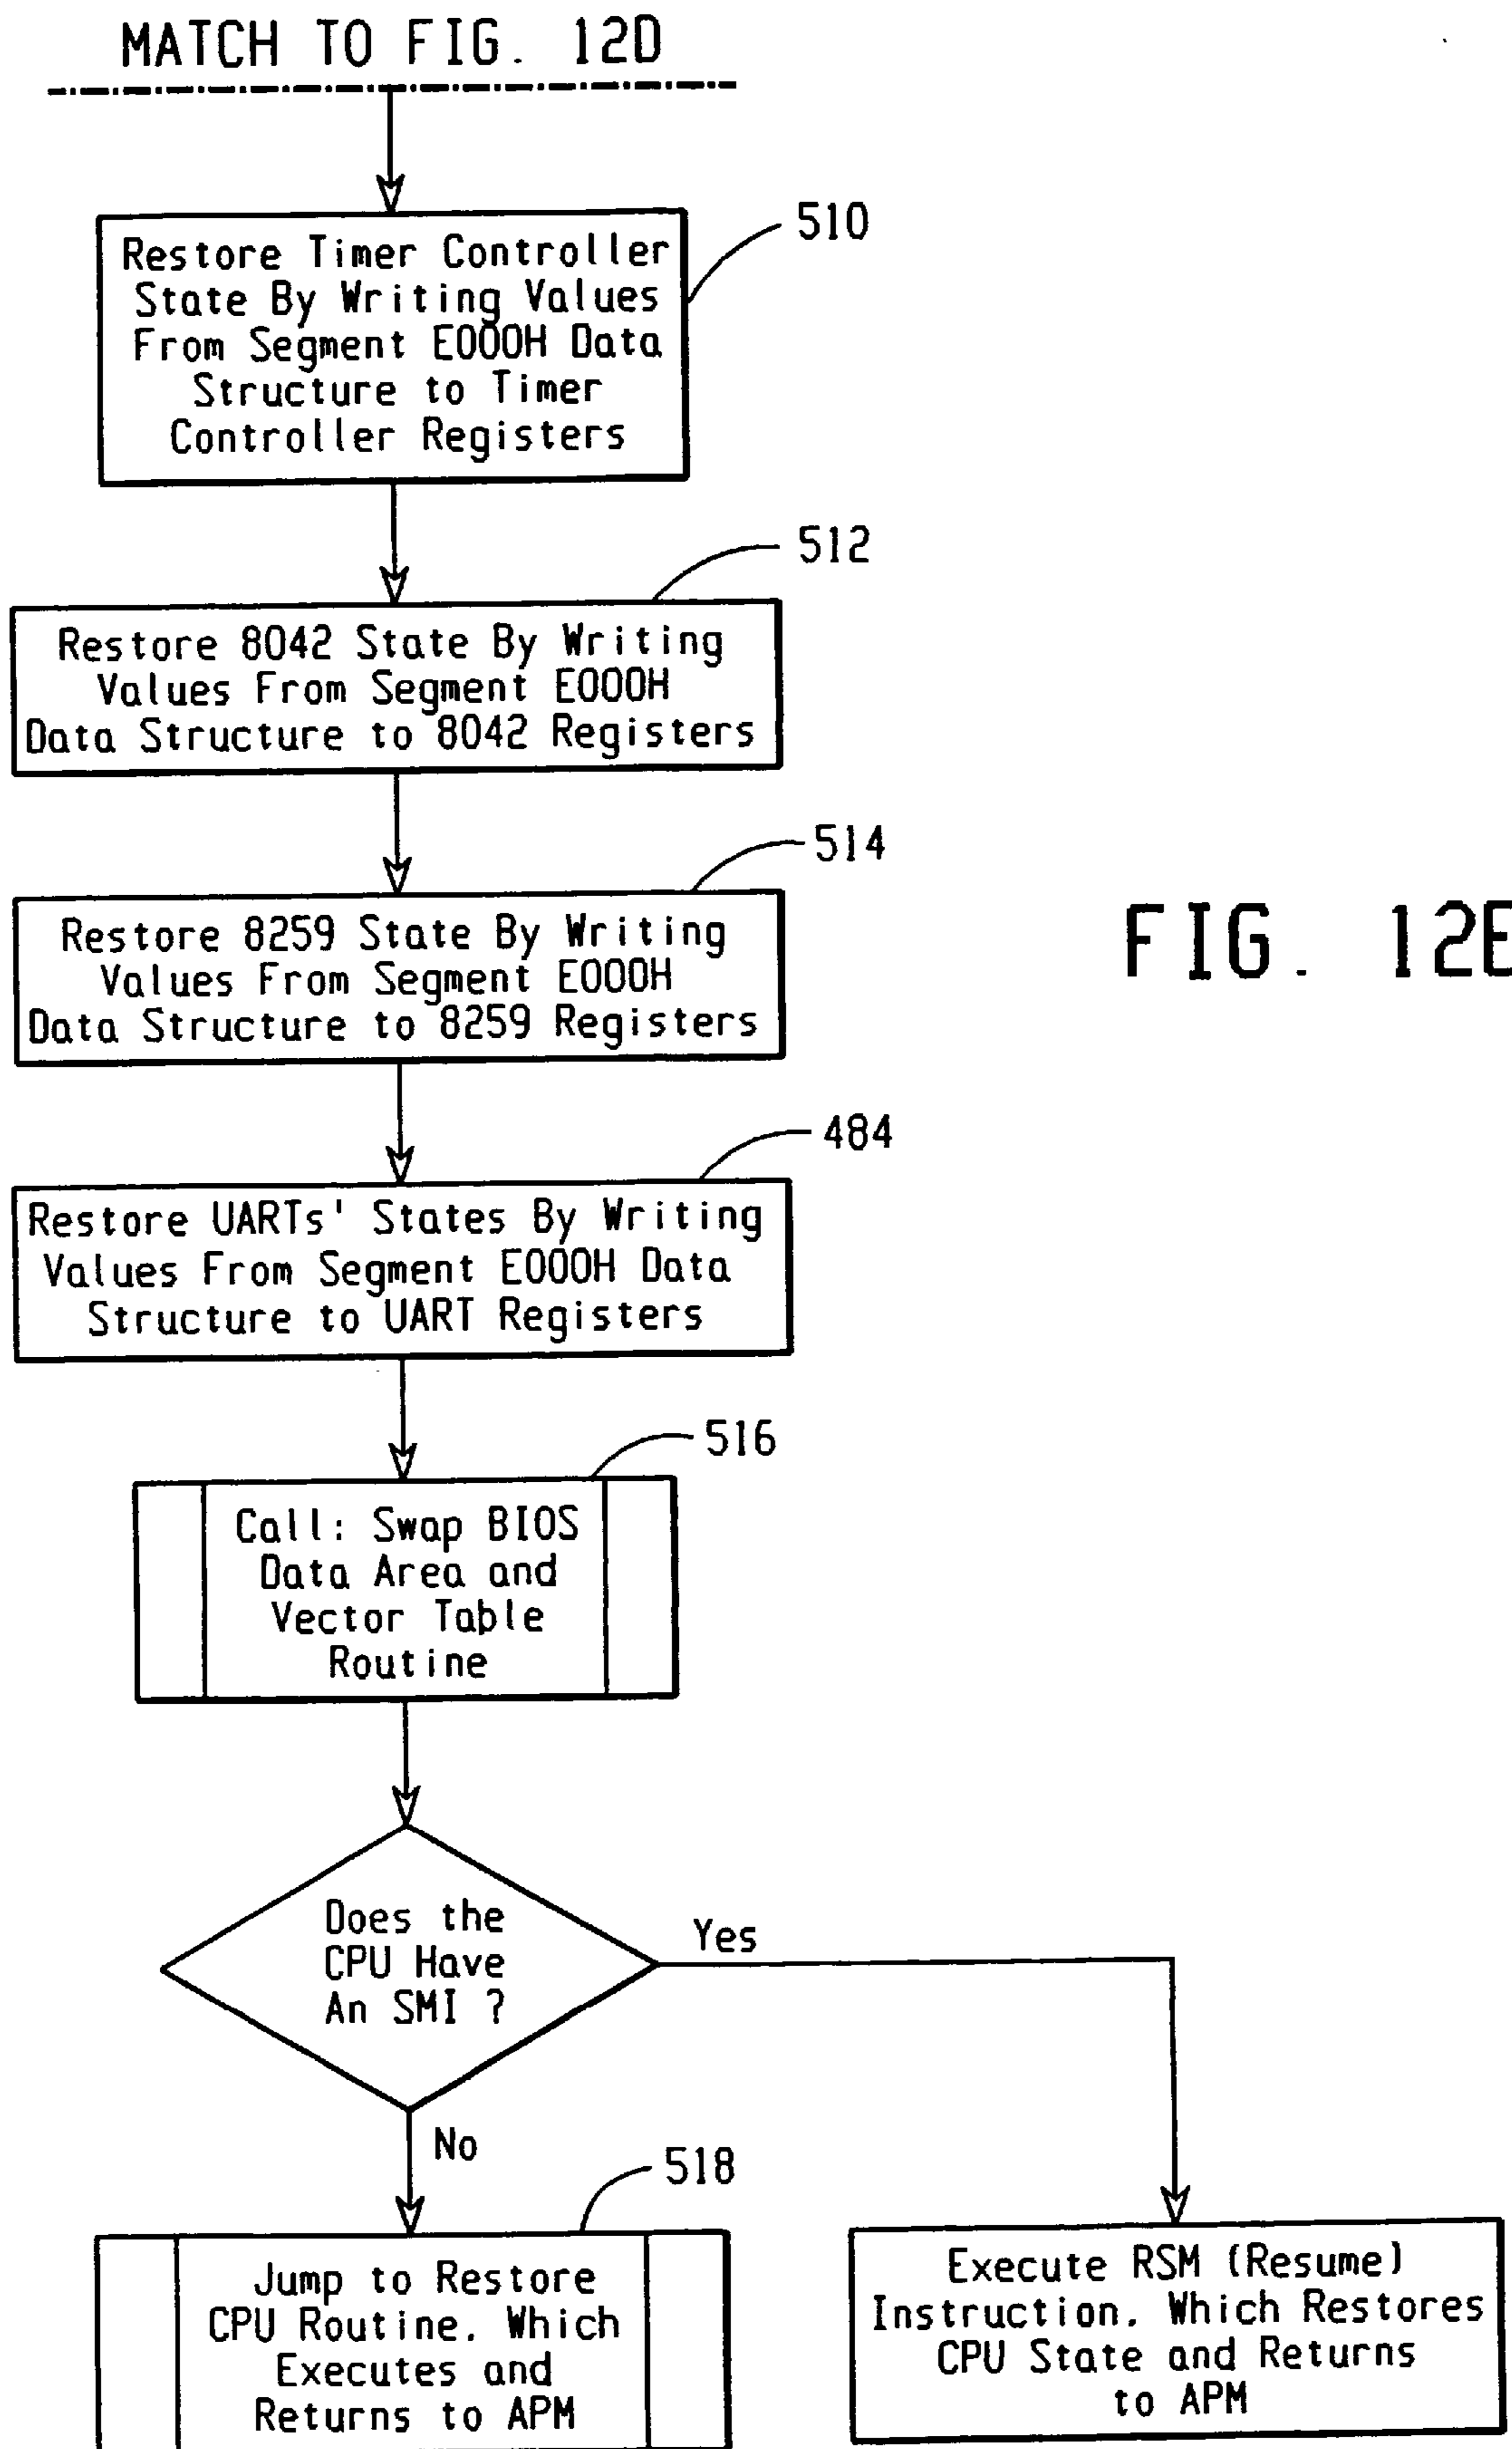 MATCH TO FIG. 12D
510
Restore Timer Controller
State By Writing Values
From Segment E000H Data
Structure to Timer
Controller Registers
512
Restore 8042 State By Writing
Values From Segment E000H
Data Structure to 8042 Registers
514
Restore 8259 State By Writing
Values From Segment E000H
Data Structure to 8259 Registers
FIG. 12E
484
Restore UARTs' States By Writing
Values From Segment E000H Data
Structure to UART Registers
516
Call: Swap BIOS
Data Area and
Vector Table
Routine
Does the
CPU Have
An SMI ?
Yes
No
518
Jump to Restore
CPU Routine. Which
Executes and
Returns to APM
Execute RSM (Resume)
Instruction. Which Restores
CPU State and Returns
to APM